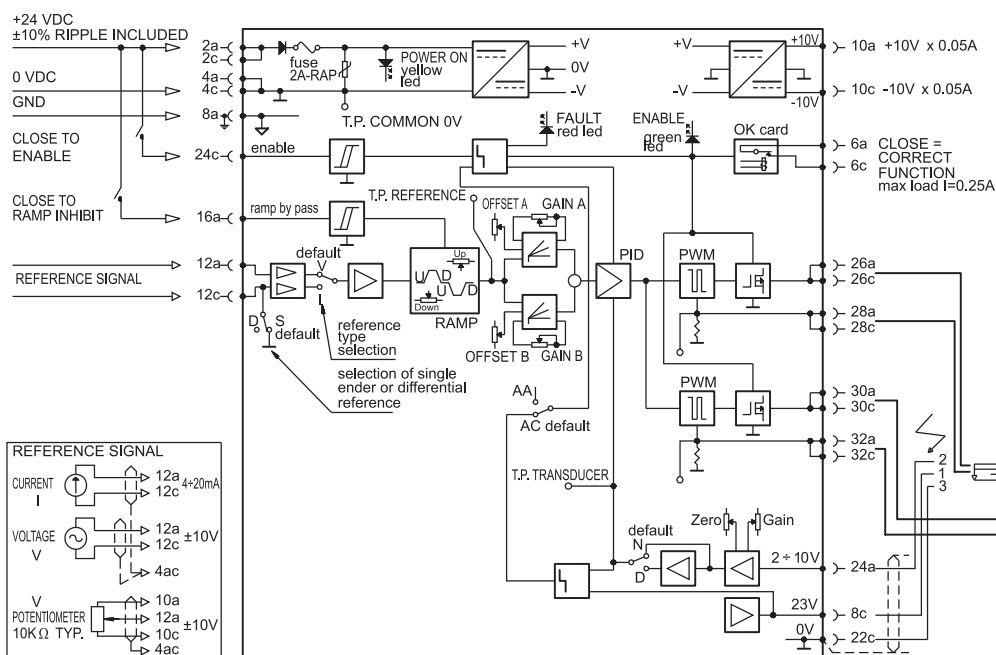 +24 VDC
±10% RIPPLE INCLUDED
0 VDC
GND
CLOSE TO
ENABLE
CLOSE TO
RAMP INHIBIT
REFERENCE SIGNAL
2a
2c
4a
4c
8a
24c
16a
12a
12c
fuse
2A-RAP
POWER ON
yellow
led
+V
0V
-V
+V
-V
+10V
-10V
10a +10V x 0.05A
10c -10V x 0.05A
T.P. COMMON 0V
FAULT
red led
ENABLE
green
led
OK card
6a
6c
CLOSE =
CORRECT
FUNCTION
max load I=0.25A
enable
ramp by pass
T.P. REFERENCE
OFFSET A
GAIN A
default
V
I
D
S
default
Up
U
D
U
D
Down
RAMP
OFFSET B
GAIN B
PID
PWM
26a
26c
28a
28c
reference
type
selection
selection of single
ender or differential
reference
AA
AC default
PWM
30a
30c
32a
32c
2
1
3
T.P. TRANSDUCER
Zero
Gain
default
N
D
2÷10V
24a
23V
8c
0V
22c
REFERENCE SIGNAL
CURRENT
I
12a
12c
4÷20mA
VOLTAGE
V
12a
12c
±10V
4ac
V
POTENTIOMETER
10KΩ TYP.
10a
12a
10c
±10V
4ac